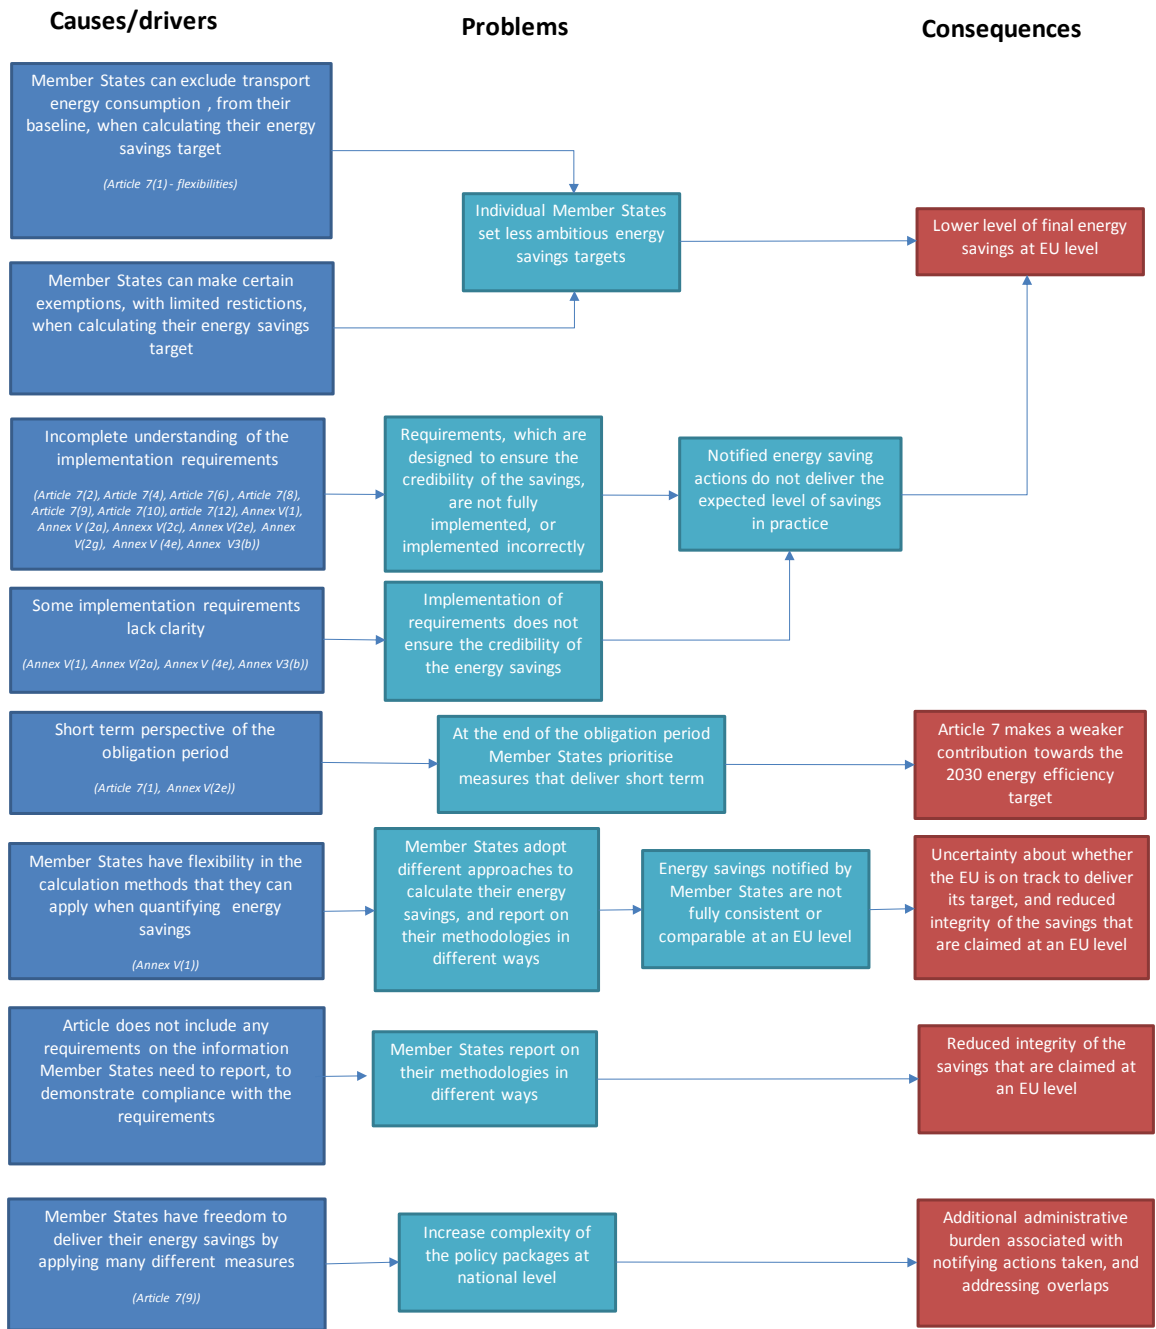 Causes/drivers
Problems
Consequences
Member States can exclude transport
energy consumption , from their
baseline, when calculating their energy
savings target
(Article 7(1) - flexibilities)
Individual Member States
set less ambitious energy
savings targets
Lower level of final energy
savings at EU level
Member States can make certain
exemptions, with limited restictions,
when calculating their energy savings
target
Incomplete understanding of the
implementation requirements
(Article 7(2), Article 7(4), Article 7(6) , Article 7(8),
Article 7(9), Article 7(10), article 7(12), Annex V(1),
Annex V (2a), Annexx V(2c), Annex V(2e), Annex
V(2g), Annex V (4e), Annex V3(b))
Requirements, which are
designed to ensure the
credibility of the savings,
are not fully
implemented, or
implemented incorrectly
Notified energy saving
actions do not deliver the
expected level of savings
in practice
Some implementation requirements
lack clarity
(Annex V(1), Annex V(2a), Annex V (4e), Annex V3(b))
Implementation of
requirements does not
ensure the credibility of
the energy savings
Short term perspective of the
obligation period
(Article 7(1), Annex V(2e))
At the end of the obligation period
Member States prioritise
measures that deliver short term
Article 7 makes a weaker
contribution towards the
2030 energy efficiency
target
Member States have flexibility in the
calculation methods that they can
apply when quantifying energy
savings
(Annex V(1))
Member States adopt
different approaches to
calculate their energy
savings, and report on
their methodologies in
different ways
Energy savings notified by
Member States are not
fully consistent or
comparable at an EU level
Uncertainty about whether
the EU is on track to deliver
its target, and reduced
integrity of the savings that
are claimed at an EU level
Article does not include any
requirements on the information
Member States need to report, to
demonstrate compliance with the
requirements
Member States report on
their methodologies in
different ways
Reduced integrity of the
savings that are claimed at
an EU level
Member States have freedom to
deliver their energy savings by
applying many different measures
(Article 7(9))
Increase complexity of
the policy packages at
national level
Additional administrative
burden associated with
notifying actions taken, and
addressing overlaps